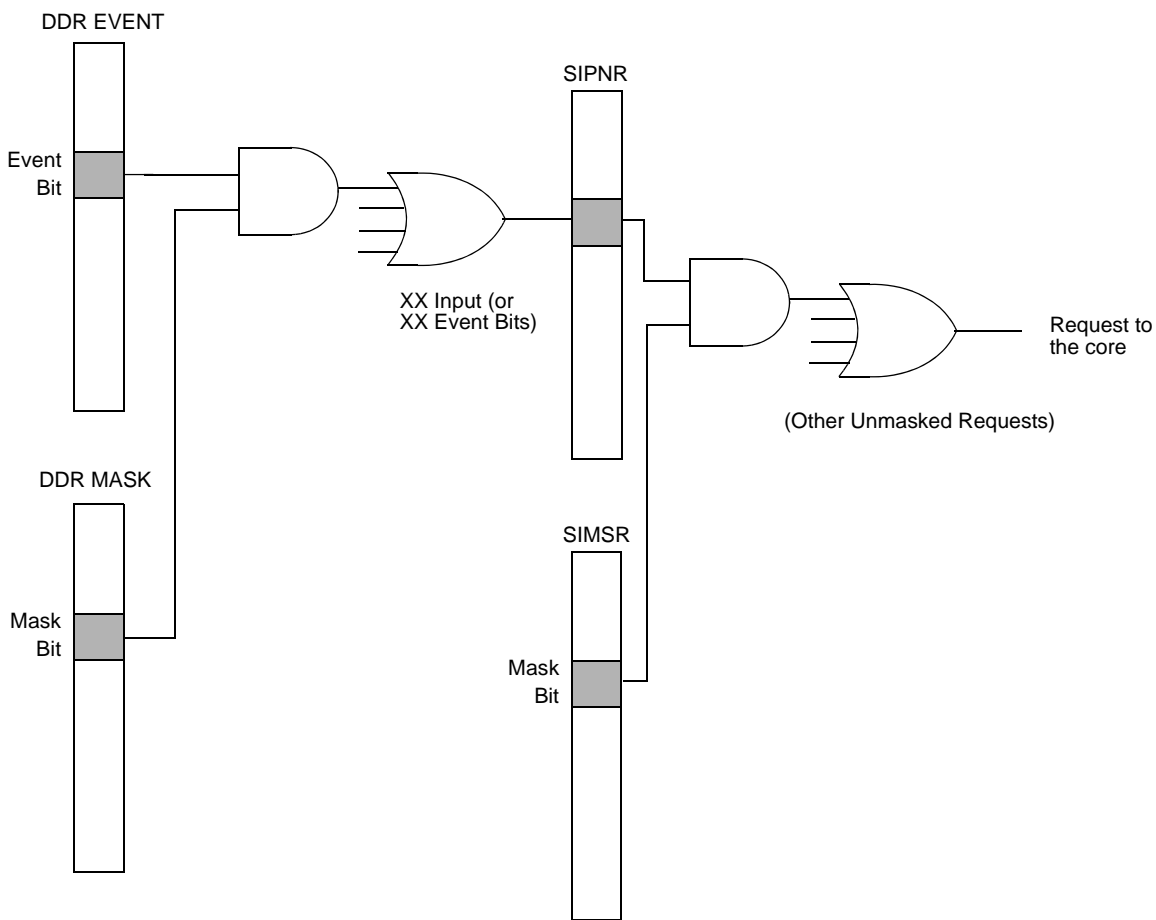 DDR EVENT
SIPNR
Event
Bit
XX Input (or
XX Event Bits)
Request to
the core
(Other Unmasked Requests)
DDR MASK
SIMSR
Mask
Bit
Mask
Bit